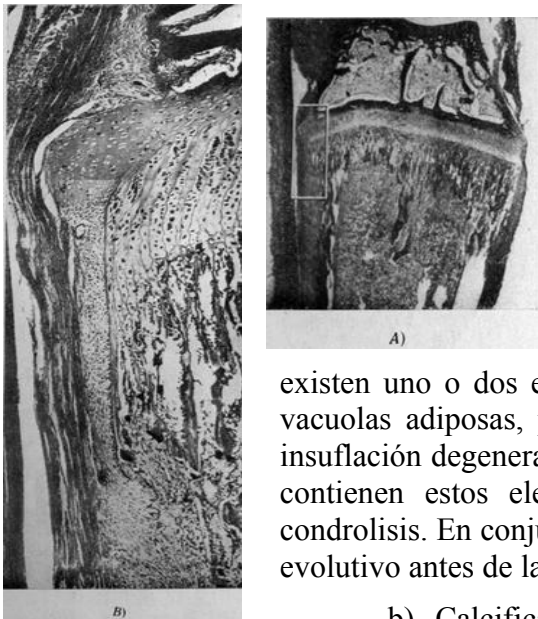 A)
existen uno o dos e
vacuolas adiposas,
insuflación degenera
contienen estos ele
condrolisis. En conju
evolutivo antes de la
b) Calcific
B)